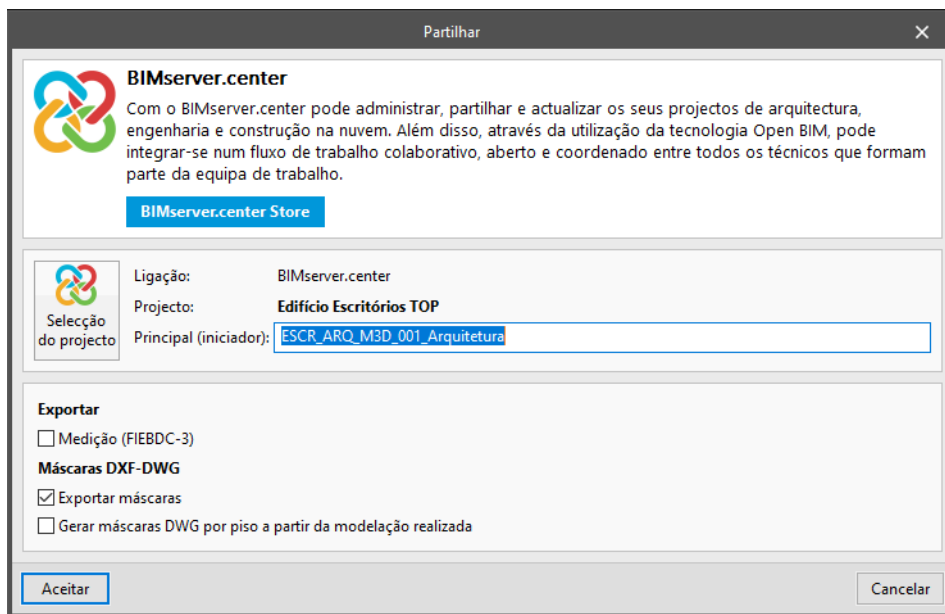 Partilhar
BIMserver.center
Com o BIMserver.center pode administrar, partilhar e actualizar os seus projectos de arquitectura,
engenharia e construção na nuvem. Além disso, através da utilização da tecnologia Open BIM, pode
integrar-se num fluxo de trabalho colaborativo, aberto e coordenado entre todos os técnicos que formam
parte da equipa de trabalho.
BIMserver.center Store
Selecção
do projecto
Ligação: BIMserver.center
Projecto: Edifício Escritórios TOP
Principal (iniciador): ESCR_ARQ_M3D_001_Arquitetura
Exportar
Medição (FIEBDC-3)
Máscaras DXF-DWG
Exportar máscaras
Gerar máscaras DWG por piso a partir da modelação realizada
Aceitar
Cancelar